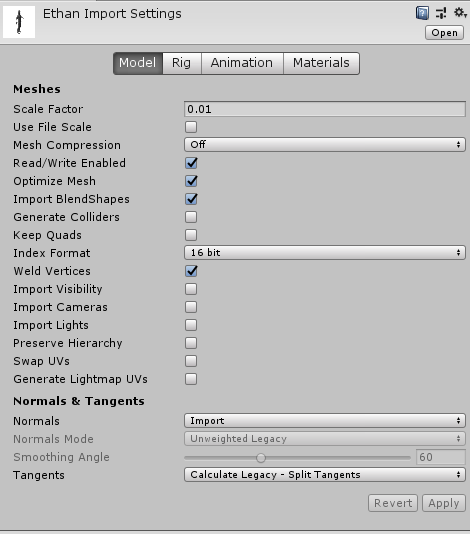 Ethan Import Settings
Open
Model Rig Animation Materials
Meshes
Scale Factor 0.01
Use File Scale
Mesh Compression Off
Read/Write Enabled
Optimize Mesh
Import BlendShapes
Generate Colliders
Keep Quads
Index Format 16 bit
Weld Vertices
Import Visibility
Import Cameras
Import Lights
Preserve Hierarchy
Swap UVs
Generate Lightmap UVs
Normals & Tangents
Normals Import
Normals Mode Unweighted Legacy
Smoothing Angle 60
Tangents Calculate Legacy - Split Tangents
Revert Apply